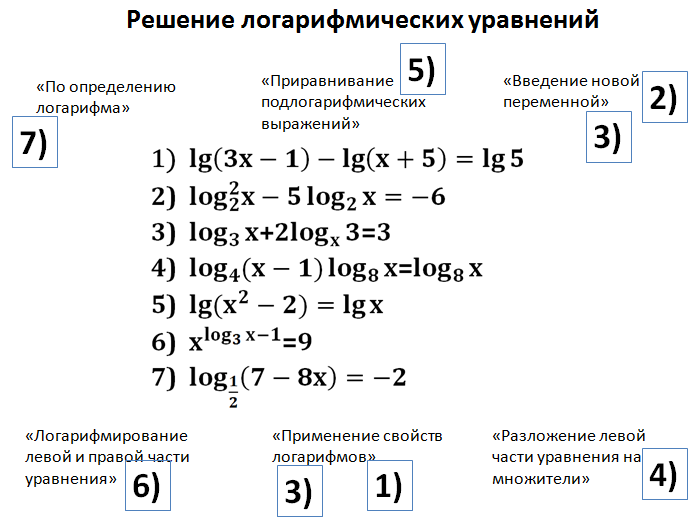 Решение логарифмических уравнений
«По определению
логарифма»
7)
«Приравнивание
подлогарифмических
выражений»
5)
«Введение новой
переменной»
2)
3)
1) lg(3x − 1) − lg(x + 5) = lg 5
2) log₂²x − 5 log₂ x = −6
3) log₃ x+2logₓ 3=3
4) log₄(x − 1) log₈ x=log₈ x
5) lg(x² − 2) = lg x
6) x^(log₃ x−1)=9
7) log_(1/2)(7 − 8x) = −2
«Логарифмирование
левой и правой части
уравнения»
6)
«Применение свойств
логарифмов»
3)
1)
«Разложение левой
части уравнения на
множители»
4)